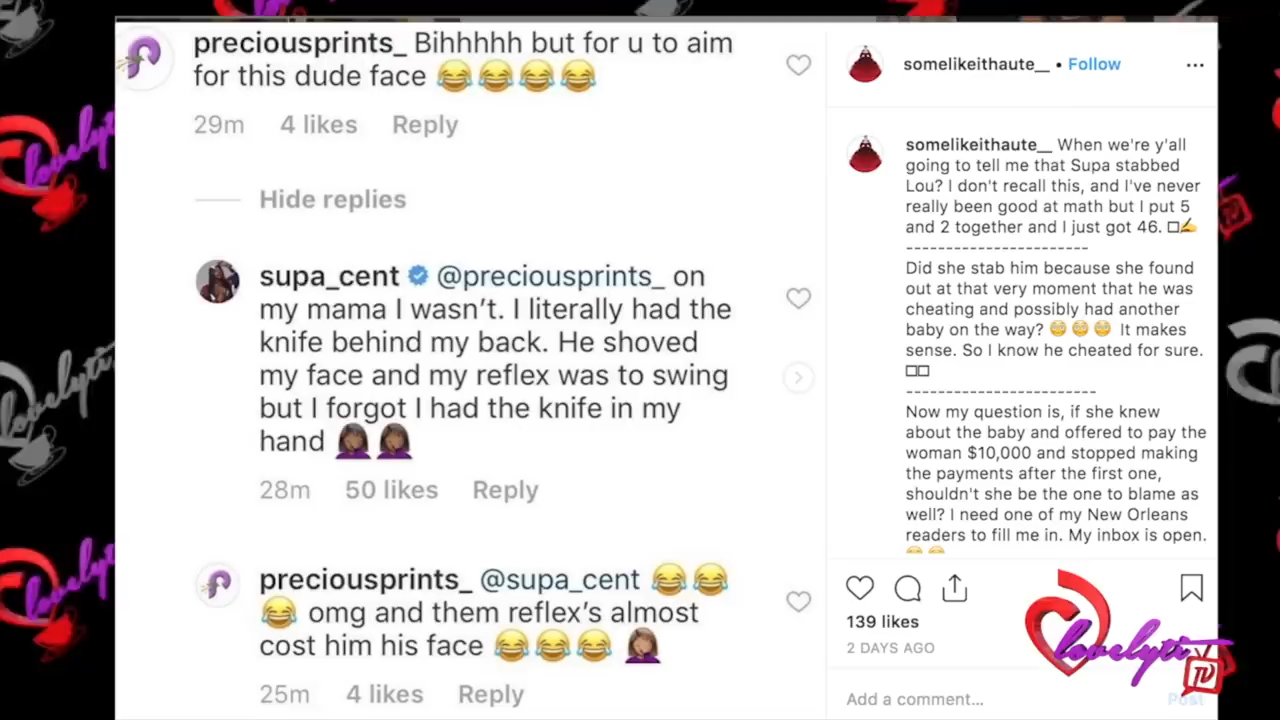 preciousprints_ Bihhhhh but for u to aim
for this dude face 😂😂😂😂
29m 4 likes Reply
Hide replies
supa_cent @preciousprints_ on
my mama I wasn’t. I literally had the
knife behind my back. He shoved
my face and my reflex was to swing
but I forgot I had the knife in my
hand 🤦🏾‍♀️🤦🏾‍♀️
28m 50 likes Reply
preciousprints_ @supa_cent 😂😂
😂 omg and them reflex’s almost
cost him his face 😂😂😂 🤦🏽‍♀️
25m 4 likes Reply
somelikeithaute__ • Follow
somelikeithaute__ When we're y'all
going to tell me that Supa stabbed
Lou? I don't recall this, and I've never
really been good at math but I put 5
and 2 together and I just got 46. □✍️
-----------------------
Did she stab him because she found
out at that very moment that he was
cheating and possibly had another
baby on the way? 😳 😳 😳 It makes
sense. So I know he cheated for sure.
□□
------------------------
Now my question is, if she knew
about the baby and offered to pay the
woman $10,000 and stopped making
the payments after the first one,
shouldn't she be the one to blame as
well? I need one of my New Orleans
readers to fill me in. My inbox is open.
139 likes
2 DAYS AGO
Add a comment...
Post
lovelyti
TV